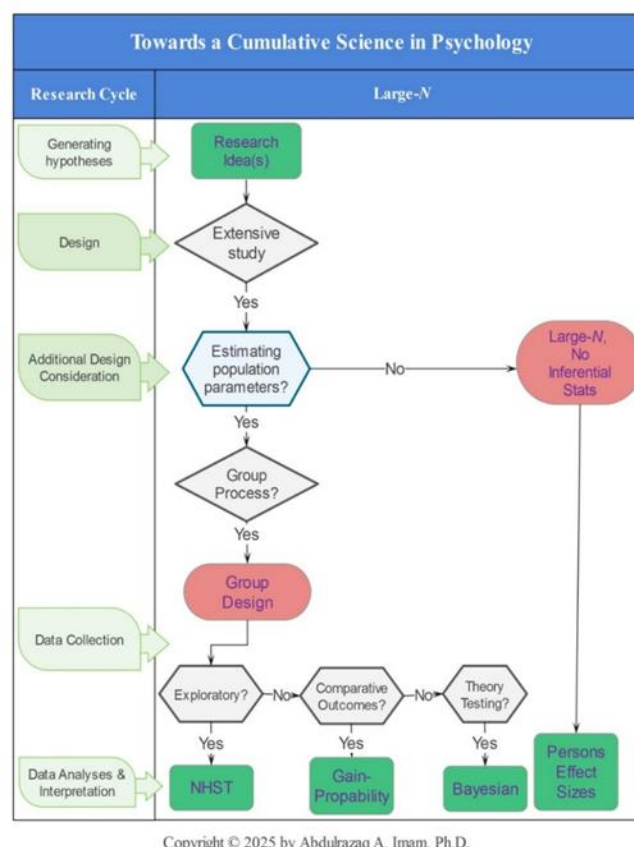 Towards a Cumulative Science in Psychology
Research Cycle
Large-N
Generating
hypotheses
Research
Idea(s)
Design
Extensive
study
Yes
Additional Design
Consideration
Estimating
population
parameters?
No
Large-N,
No
Inferential
Stats
Yes
Group
Process?
Yes
Group
Design
Data Collection
Exploratory?
No
Comparative
Outcomes?
No
Theory
Testing?
Yes
Yes
Yes
Data Analyses &
Interpretation
NHST
Gain-
Propability
Bayesian
Persons
Effect
Sizes
Copyright © 2025 by Abdulrazaq A. Imam, Ph.D.